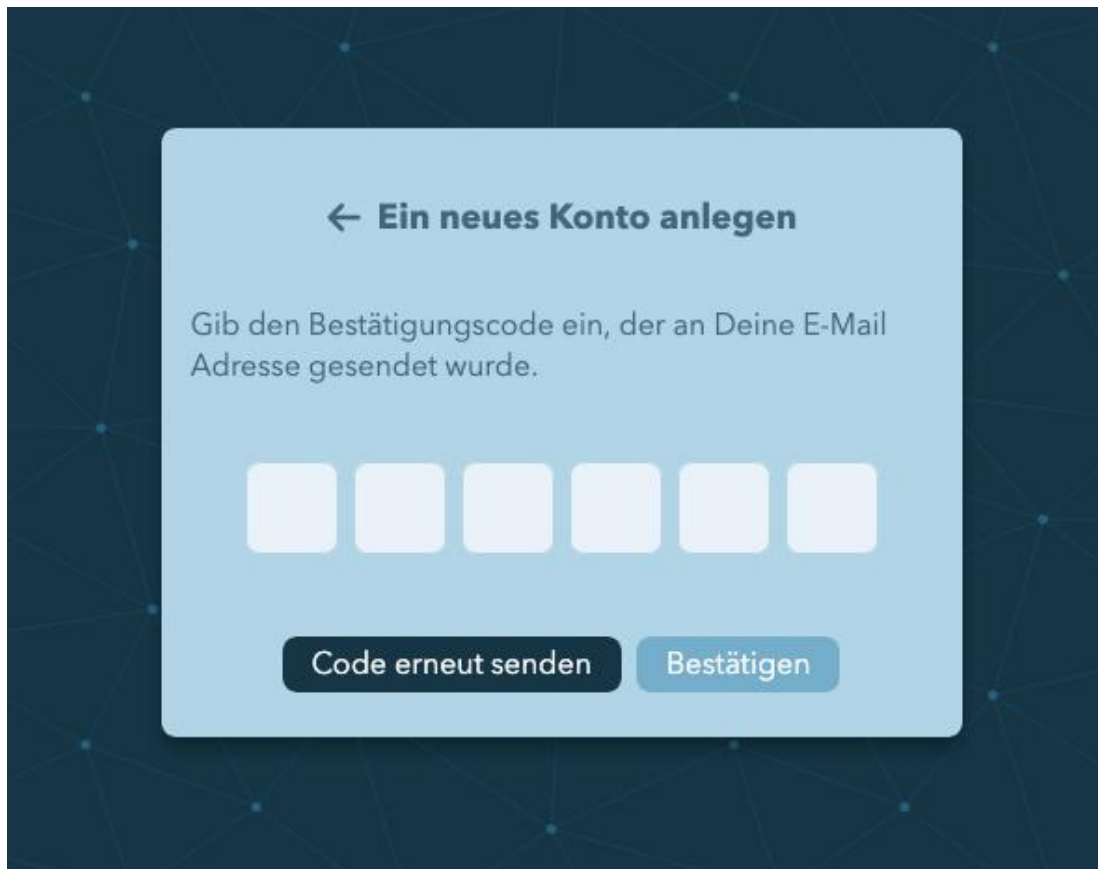 ← Ein neues Konto anlegen
Gib den Bestätigungscode ein, der an Deine E-Mail
Adresse gesendet wurde.
Code erneut senden
Bestätigen